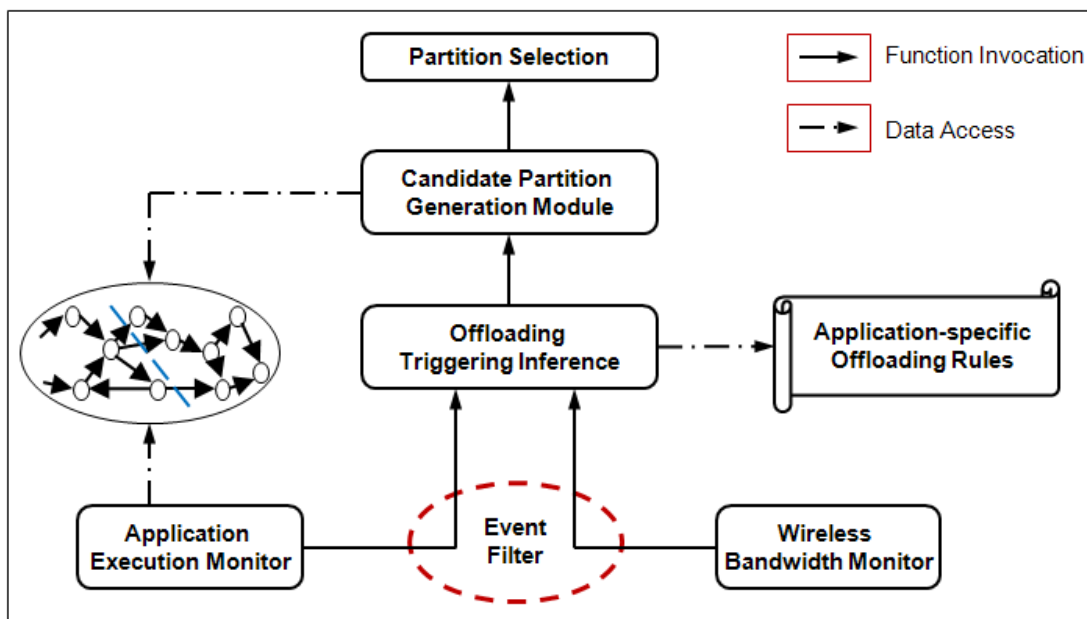 Partition Selection
Function Invocation
Data Access
Candidate Partition
Generation Module
Offloading
Triggering Inference
Application-specific
Offloading Rules
Application
Execution Monitor
Event
Filter
Wireless
Bandwidth Monitor